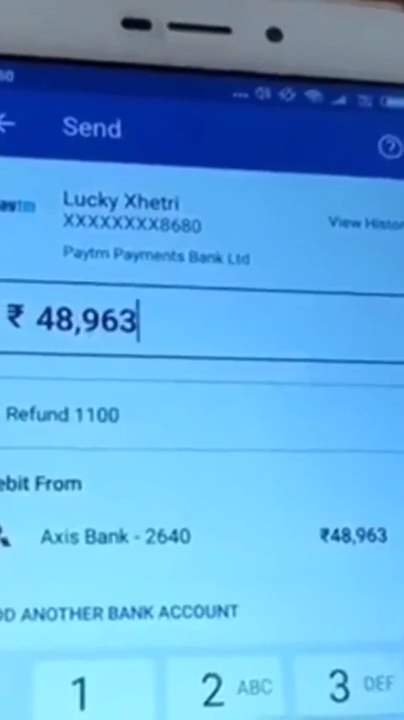 Send
Lucky Xhetri
XXXXXXXX8680
View Histor
Paytm Payments Bank Ltd
₹ 48,963
Refund 1100
ebit From
Axis Bank - 2640 ₹48,963
DD ANOTHER BANK ACCOUNT
1 2 ABC 3 DEF